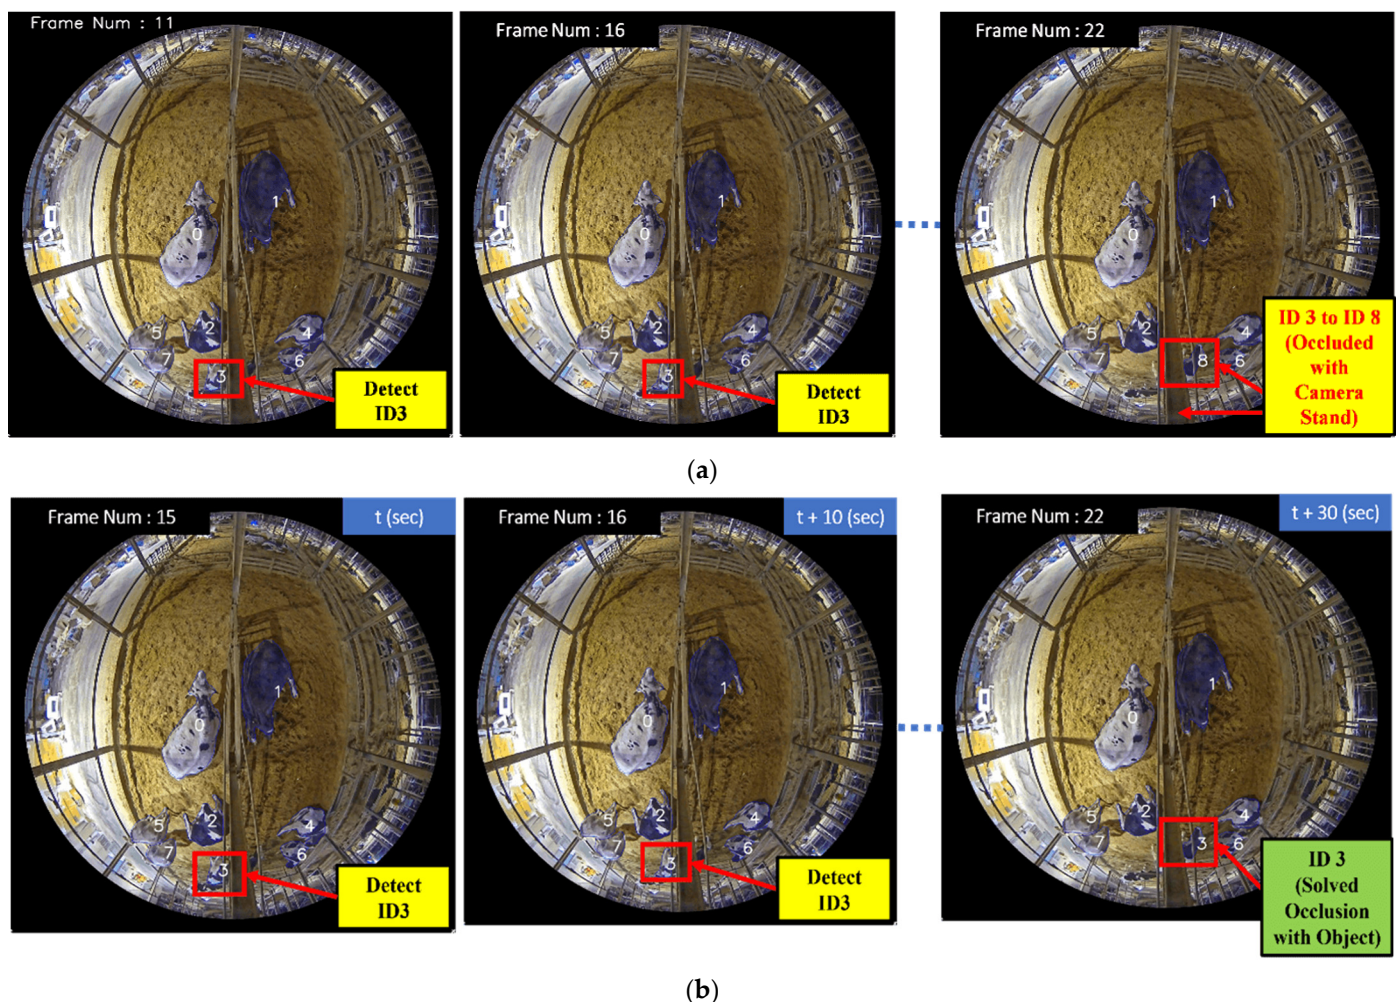 Frame Num : 11
Frame Num : 16
Frame Num : 22
0
1
5
2
7
3
4
6
Detect
ID3
0
1
5
2
7
3
4
6
Detect
ID3
0
1
5
2
7
8
4
6
ID 3 to ID 8
(Occluded
with
Camera
Stand)
(a)
Frame Num : 15
t (sec)
Frame Num : 16
t + 10 (sec)
Frame Num : 22
t + 30 (sec)
0
1
5
2
7
3
4
6
Detect
ID3
0
1
5
2
7
3
4
6
Detect
ID3
0
1
5
2
7
3
4
6
ID 3
(Solved
Occlusion
with Object)
(b)